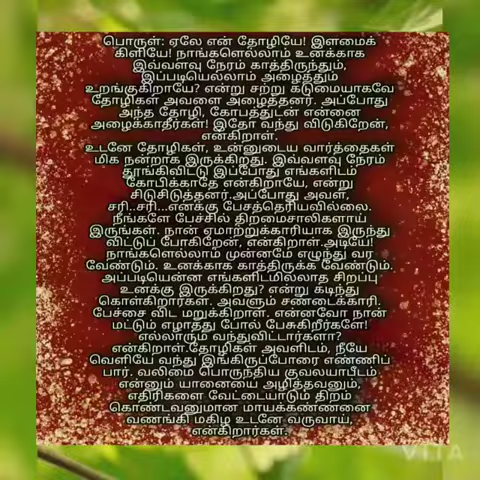 பொருள்: ஏலே என் தோழியே! இளமைக்
கிளியே! நாங்களெல்லாம் உனக்காக
இவ்வளவு நேரம் காத்திருந்தும்,
இப்படியெல்லாம் அழைத்தும்
உறங்குகிறாயே? என்று சற்று கடுமையாகவே
தோழிகள் அவளை அழைத்தனர். அப்போது
அந்த தோழி, கோபத்துடன் என்னை
அழைக்காதீர்கள்! இதோ வந்து விடுகிறேன்,
என்கிறாள்.
உடனே தோழிகள், உன்னுடைய வார்த்தைகள்
மிக நன்றாக இருக்கிறது. இவ்வளவு நேரம்
தூங்கிவிட்டு இப்போது எங்களிடம்
கோபிக்காதே என்கிறாயே, என்று
சிடுசிடுத்தனர்.அப்போது அவள்,
சரி..சரி...எனக்கு பேசத்தெரியவில்லை.
நீங்களே பேச்சில் திறமைசாலிகளாய்
இருங்கள். நான் ஏமாற்றுக்காரியாக இருந்து
விட்டுப் போகிறேன், என்கிறாள்.அடியே!
நாங்களெல்லாம் முன்னமே எழுந்து வர
வேண்டும். உனக்காக காத்திருக்க வேண்டும்.
அப்படியென்ன எங்களிடமில்லாத சிறப்பு
உனக்கு இருக்கிறது? என்று கடிந்து
கொள்கிறார்கள். அவளும் சண்டைக்காரி.
பேச்சை விட மறுக்கிறாள். என்னவோ நான்
மட்டும் எழாதது போல் பேசுகிறீர்களே!
எல்லாரும் வந்துவிட்டார்களா?
என்கிறாள்.தோழிகள் அவளிடம், நீயே
வெளியே வந்து இங்கிருப்போரை எண்ணிப்
பார். வலிமை பொருந்திய குவலயாபீடம்
என்னும் யானையை அழித்தவனும்,
எதிரிகளை வேட்டையாடும் திறம்
கொண்டவனுமான மாயக்கண்ணனை
வணங்கி மகிழ உடனே வருவாய்,
என்கிறார்கள்.
VITA